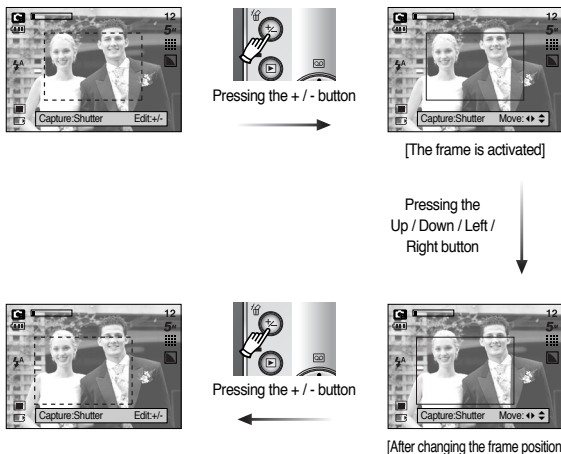 12
5M
A
Capture:Shutter Edit:+/-
Pressing the + / - button
12
5M
A
Capture:Shutter Move:
[The frame is activated]
Pressing the
Up / Down / Left /
Right button
12
5M
A
Capture:Shutter Edit:+/-
Pressing the + / - button
12
5M
A
Capture:Shutter Move:
[After changing the frame position